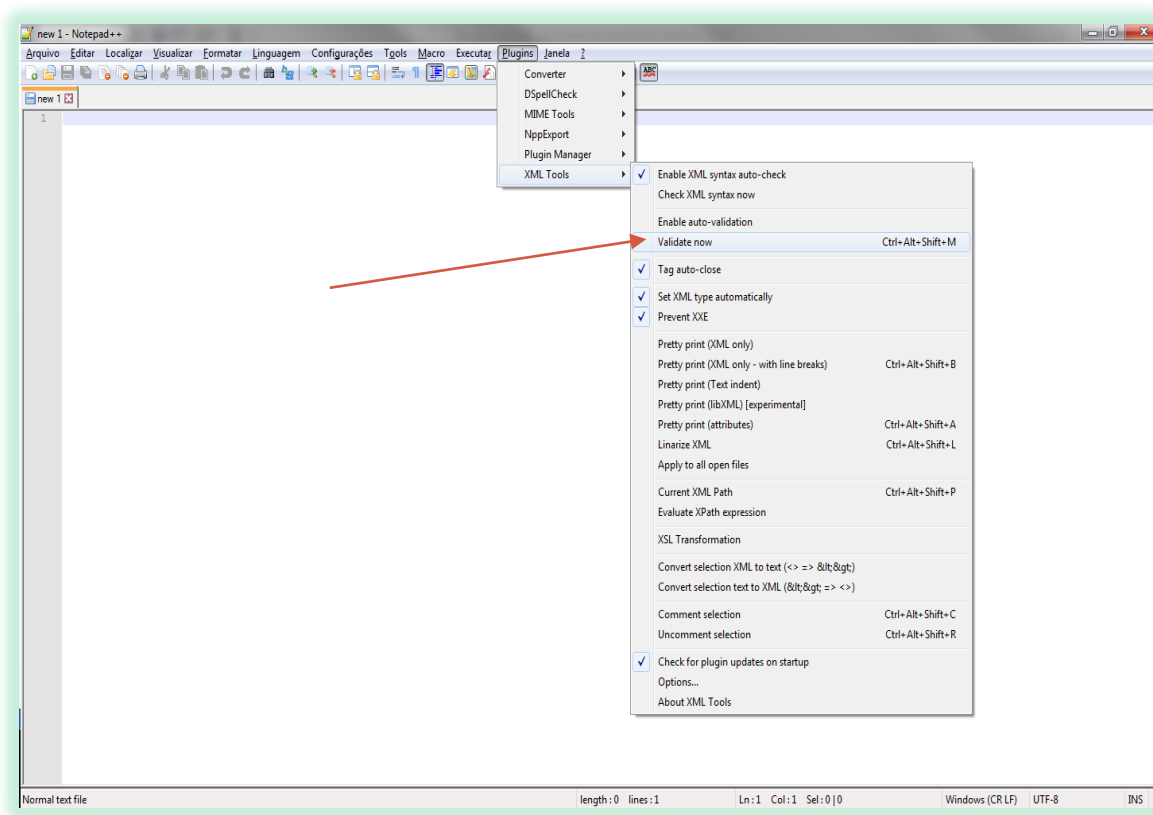 new 1 - Notepad++
Arquivo Editar Localizar Visualizar Formatar Linguagem Configurações Tools Macro Executar Plugins Janela ?
ABC
new 1
1
Converter
DSpellCheck
MIME Tools
NppExport
Plugin Manager
XML Tools
Enable XML syntax auto-check
Check XML syntax now
Enable auto-validation
Validate now Ctrl+Alt+Shift+M
Tag auto-close
Set XML type automatically
Prevent XXE
Pretty print (XML only)
Pretty print (XML only - with line breaks) Ctrl+Alt+Shift+B
Pretty print (Text indent)
Pretty print (libXML) [experimental]
Pretty print (attributes) Ctrl+Alt+Shift+A
Linarize XML Ctrl+Alt+Shift+L
Apply to all open files
Current XML Path Ctrl+Alt+Shift+P
Evaluate XPath expression
XSL Transformation
Convert selection XML to text (<> => &lt;&gt;)
Convert selection text to XML (&lt;&gt; => <>)
Comment selection Ctrl+Alt+Shift+C
Uncomment selection Ctrl+Alt+Shift+R
Check for plugin updates on startup
Options...
About XML Tools
Normal text file length : 0 lines : 1 Ln : 1 Col : 1 Sel : 0 | 0 Windows (CR LF) UTF-8 INS